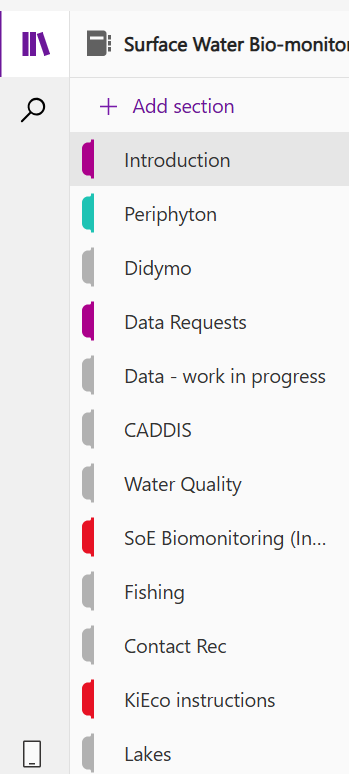 Surface Water Bio-monitor
+ Add section
Introduction
Periphyton
Didymo
Data Requests
Data - work in progress
CADDIS
Water Quality
SoE Biomonitoring (In...
Fishing
Contact Rec
KiEco instructions
Lakes